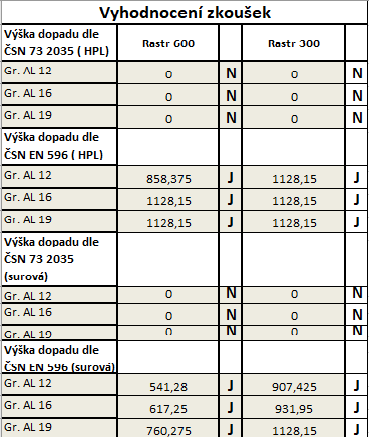 Vyhodnocení zkoušek
Výška dopadu dle
ČSN 73 2035 ( HPL) Rastr 600 Rastr 300
Gr. AL 12 0 N 0 N
Gr. AL 16 0 N 0 N
Gr. AL 19 0 N 0 N
Výška dopadu dle
ČSN EN 596 ( HPL)
Gr. AL 12 858,375 J 1128,15 J
Gr. AL 16 1128,15 J 1128,15 J
Gr. AL 19 1128,15 J 1128,15 J
Výška dopadu dle
ČSN 73 2035
(surová)
Gr. AL 12 0 N 0 N
Gr. AL 16 0 N 0 N
Gr. AL 19 0 N 0 N
Výška dopadu dle
ČSN EN 596 (surová)
Gr. AL 12 541,28 J 907,425 J
Gr. AL 16 617,25 J 931,95 J
Gr. AL 19 760,275 J 1128,15 J